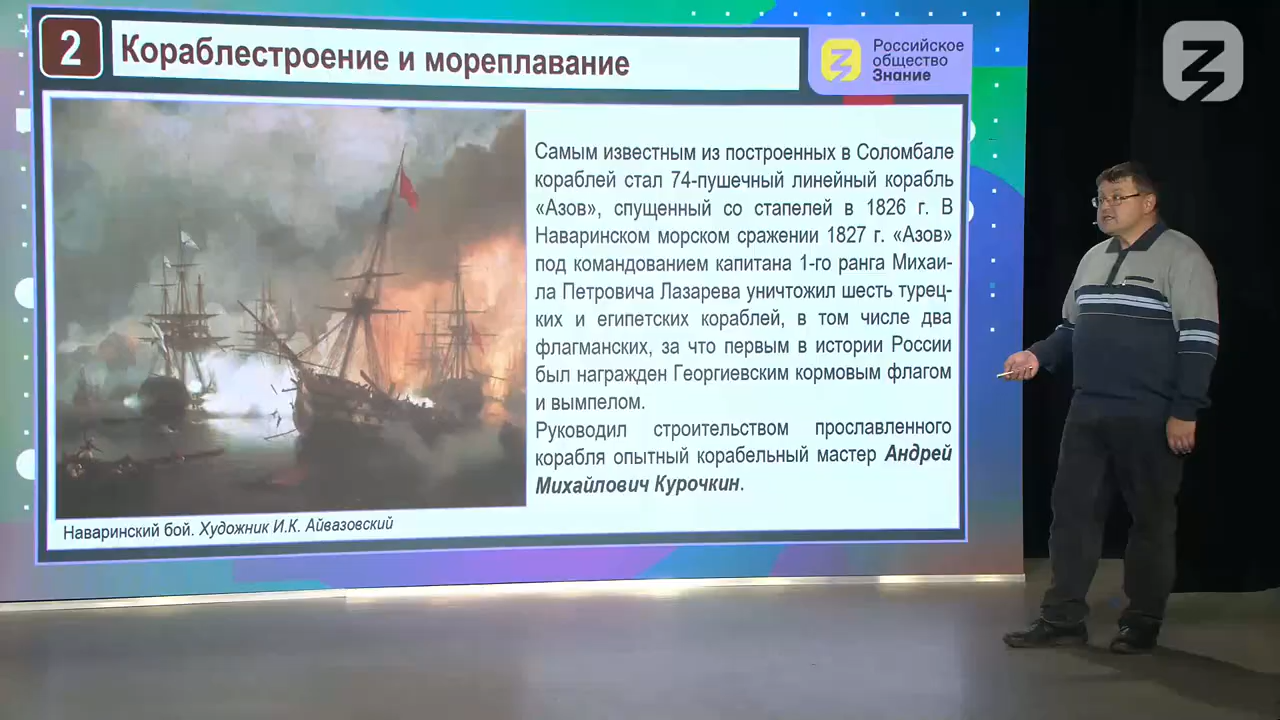 2
Кораблестроение и мореплавание
Российское
общество
Знание
Самым известным из построенных в Соломбале
кораблей стал 74-пушечный линейный корабль
«Азов», спущенный со стапелей в 1826 г. В
Наваринском морском сражении 1827 г. «Азов»
под командованием капитана 1-го ранга Михаи-
ла Петровича Лазарева уничтожил шесть турец-
ких и египетских кораблей, в том числе два
флагманских, за что первым в истории России
был награжден Георгиевским кормовым флагом
и вымпелом.
Руководил строительством прославленного
корабля опытный корабельный мастер Андрей
Михайлович Курочкин.
Наваринский бой. Художник И.К. Айвазовский